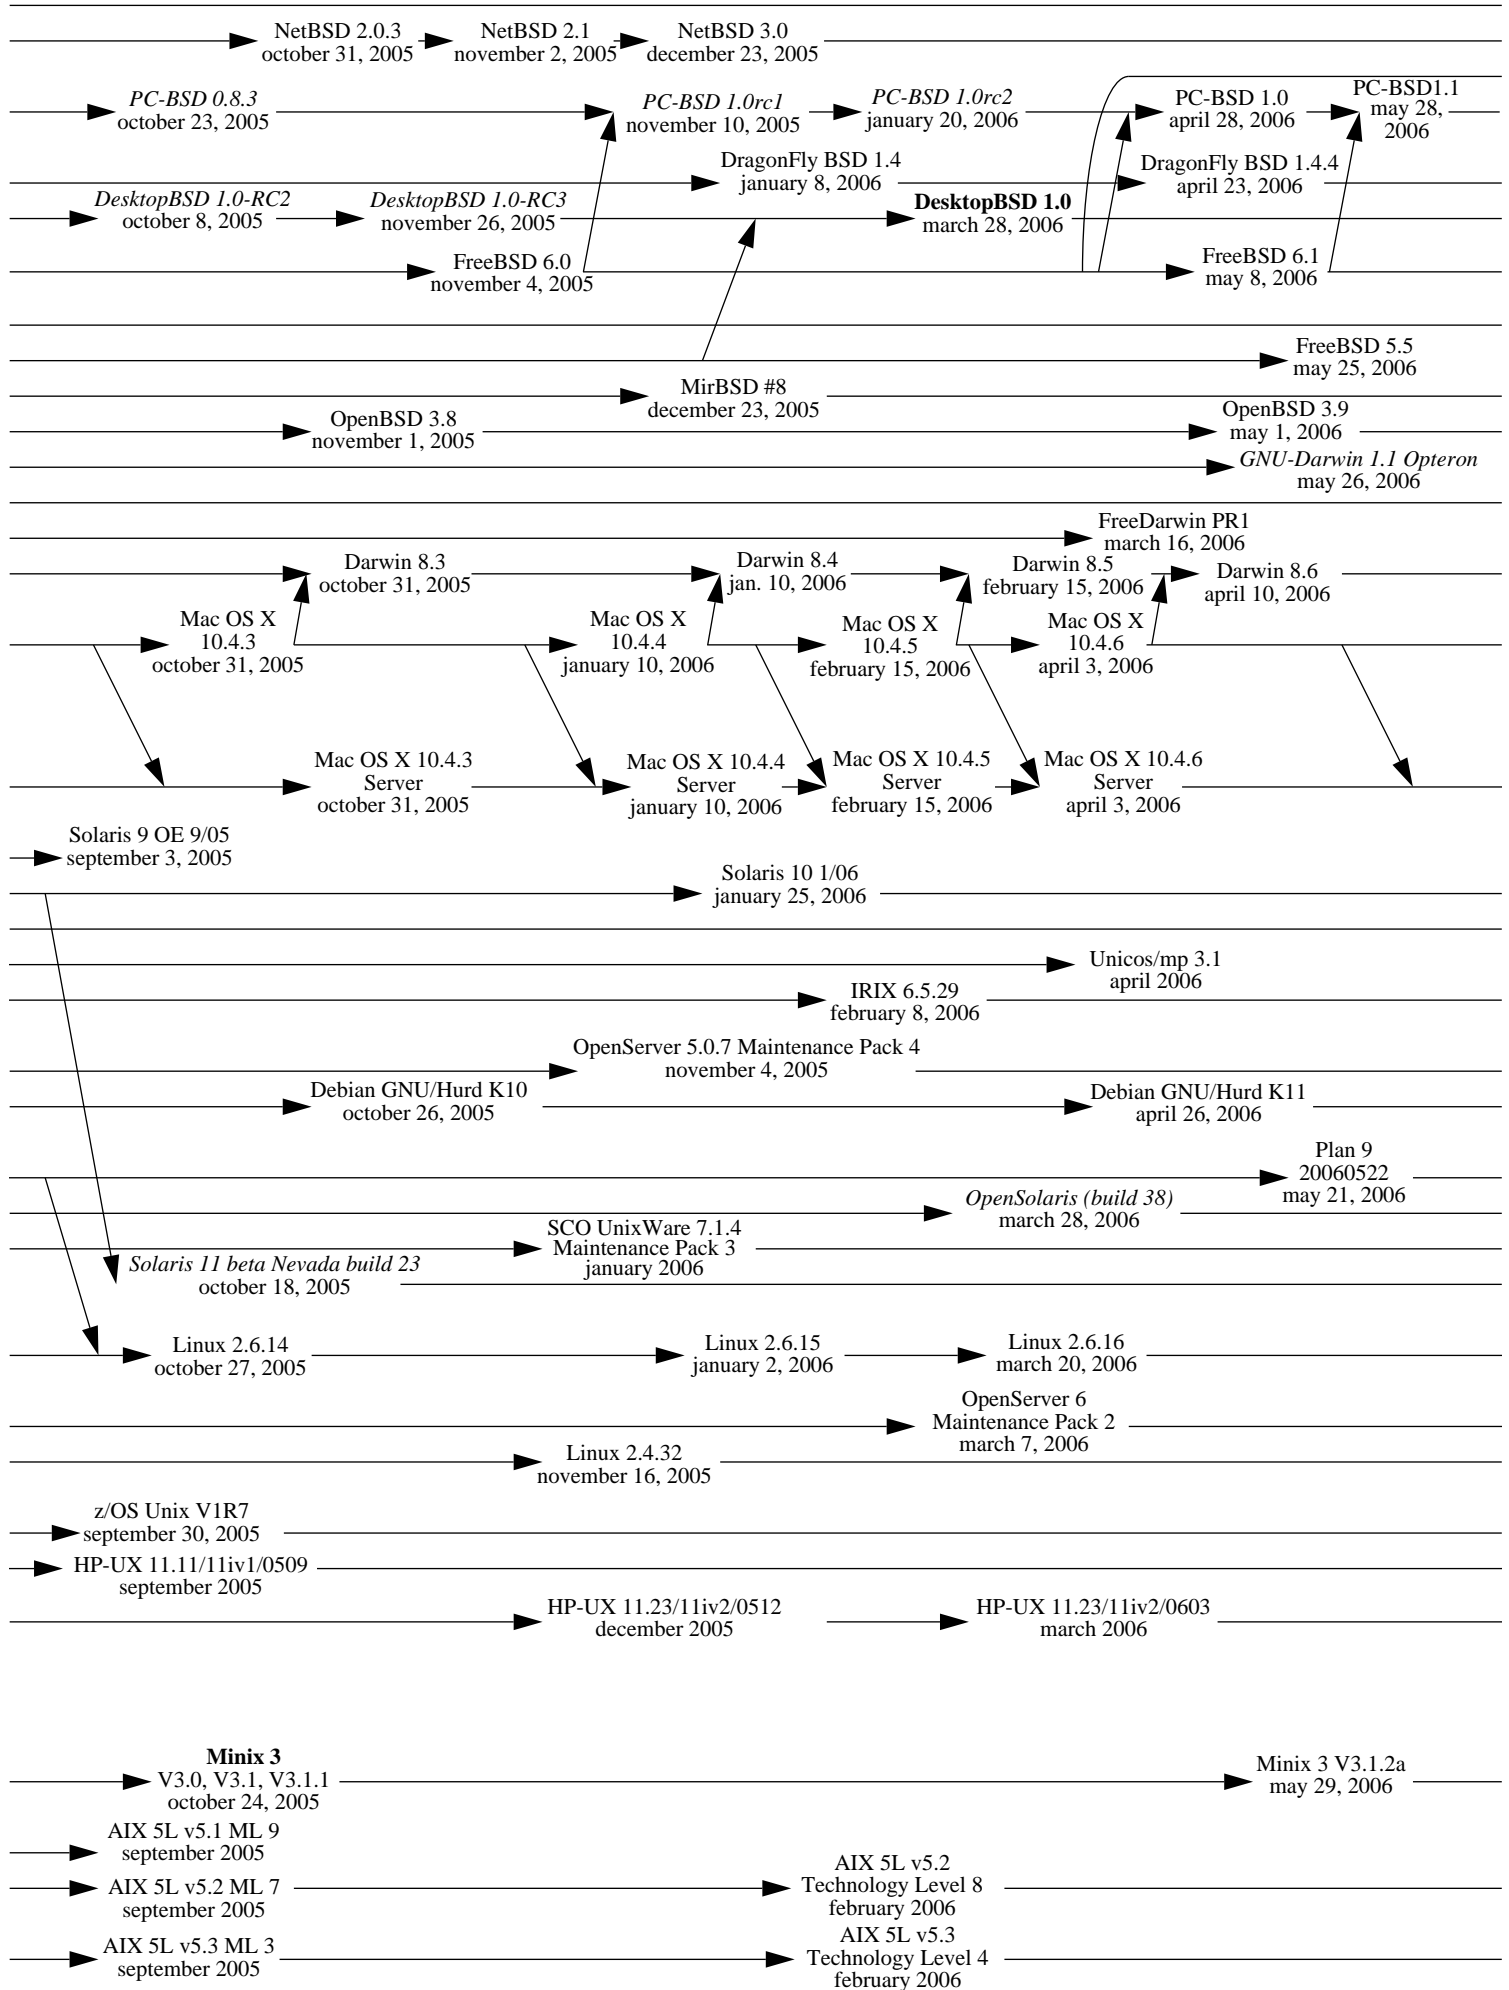 NetBSD 2.0.3
october 31, 2005
NetBSD 2.1
november 2, 2005
NetBSD 3.0
december 23, 2005
PC-BSD 0.8.3
october 23, 2005
PC-BSD 1.0rc1
november 10, 2005
PC-BSD 1.0rc2
january 20, 2006
PC-BSD 1.0
april 28, 2006
PC-BSD1.1
may 28,
2006
DragonFly BSD 1.4
january 8, 2006
DragonFly BSD 1.4.4
april 23, 2006
DesktopBSD 1.0-RC2
october 8, 2005
DesktopBSD 1.0-RC3
november 26, 2005
DesktopBSD 1.0
march 28, 2006
FreeBSD 6.0
november 4, 2005
FreeBSD 6.1
may 8, 2006
FreeBSD 5.5
may 25, 2006
MirBSD #8
december 23, 2005
OpenBSD 3.8
november 1, 2005
OpenBSD 3.9
may 1, 2006
GNU-Darwin 1.1 Opteron
may 26, 2006
FreeDarwin PR1
march 16, 2006
Darwin 8.3
october 31, 2005
Darwin 8.4
jan. 10, 2006
Darwin 8.5
february 15, 2006
Darwin 8.6
april 10, 2006
Mac OS X
10.4.3
october 31, 2005
Mac OS X
10.4.4
january 10, 2006
Mac OS X
10.4.5
february 15, 2006
Mac OS X
10.4.6
april 3, 2006
Mac OS X 10.4.3
Server
october 31, 2005
Mac OS X 10.4.4
Server
january 10, 2006
Mac OS X 10.4.5
Server
february 15, 2006
Mac OS X 10.4.6
Server
april 3, 2006
Solaris 9 OE 9/05
september 3, 2005
Solaris 10 1/06
january 25, 2006
Unicos/mp 3.1
april 2006
IRIX 6.5.29
february 8, 2006
OpenServer 5.0.7 Maintenance Pack 4
november 4, 2005
Debian GNU/Hurd K10
october 26, 2005
Debian GNU/Hurd K11
april 26, 2006
Plan 9
20060522
may 21, 2006
OpenSolaris (build 38)
march 28, 2006
SCO UnixWare 7.1.4
Maintenance Pack 3
january 2006
Solaris 11 beta Nevada build 23
october 18, 2005
Linux 2.6.14
october 27, 2005
Linux 2.6.15
january 2, 2006
Linux 2.6.16
march 20, 2006
OpenServer 6
Maintenance Pack 2
march 7, 2006
Linux 2.4.32
november 16, 2005
z/OS Unix V1R7
september 30, 2005
HP-UX 11.11/11iv1/0509
september 2005
HP-UX 11.23/11iv2/0512
december 2005
HP-UX 11.23/11iv2/0603
march 2006
Minix 3
V3.0, V3.1, V3.1.1
october 24, 2005
Minix 3 V3.1.2a
may 29, 2006
AIX 5L v5.1 ML 9
september 2005
AIX 5L v5.2 ML 7
september 2005
AIX 5L v5.2
Technology Level 8
february 2006
AIX 5L v5.3 ML 3
september 2005
AIX 5L v5.3
Technology Level 4
february 2006